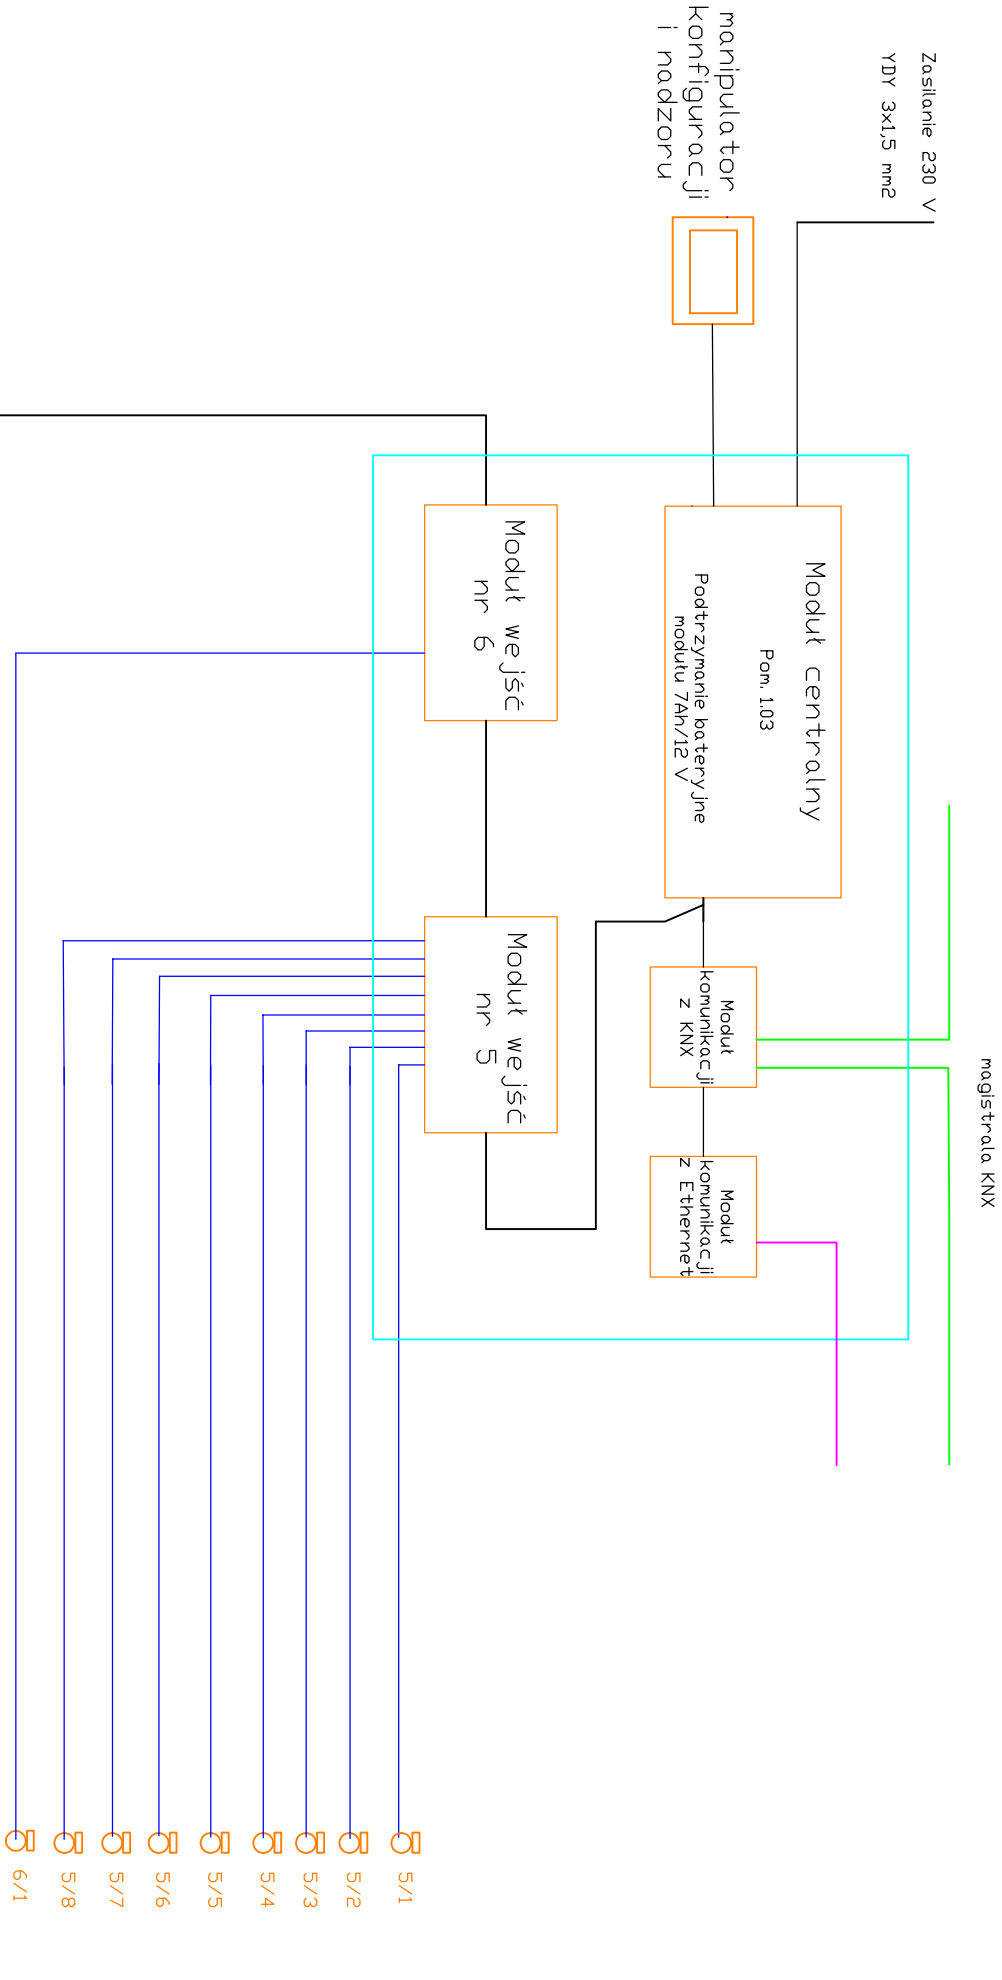 Zasilanie 230 V
YDY 3x1,5 mm2
manipulator
konfiguracji
i nadzoru
magistrala KNX
Moduł centralny
Pom. 1.03
Podtrzymanie bateryjne
modułu 7Ah/12 V
Moduł
komunikacji
z KNX
Moduł
komunikacji
z Ethernet
Moduł wejść
nr 6
Moduł wejść
nr 5
5/1
5/2
5/3
5/4
5/5
5/6
5/7
5/8
6/1